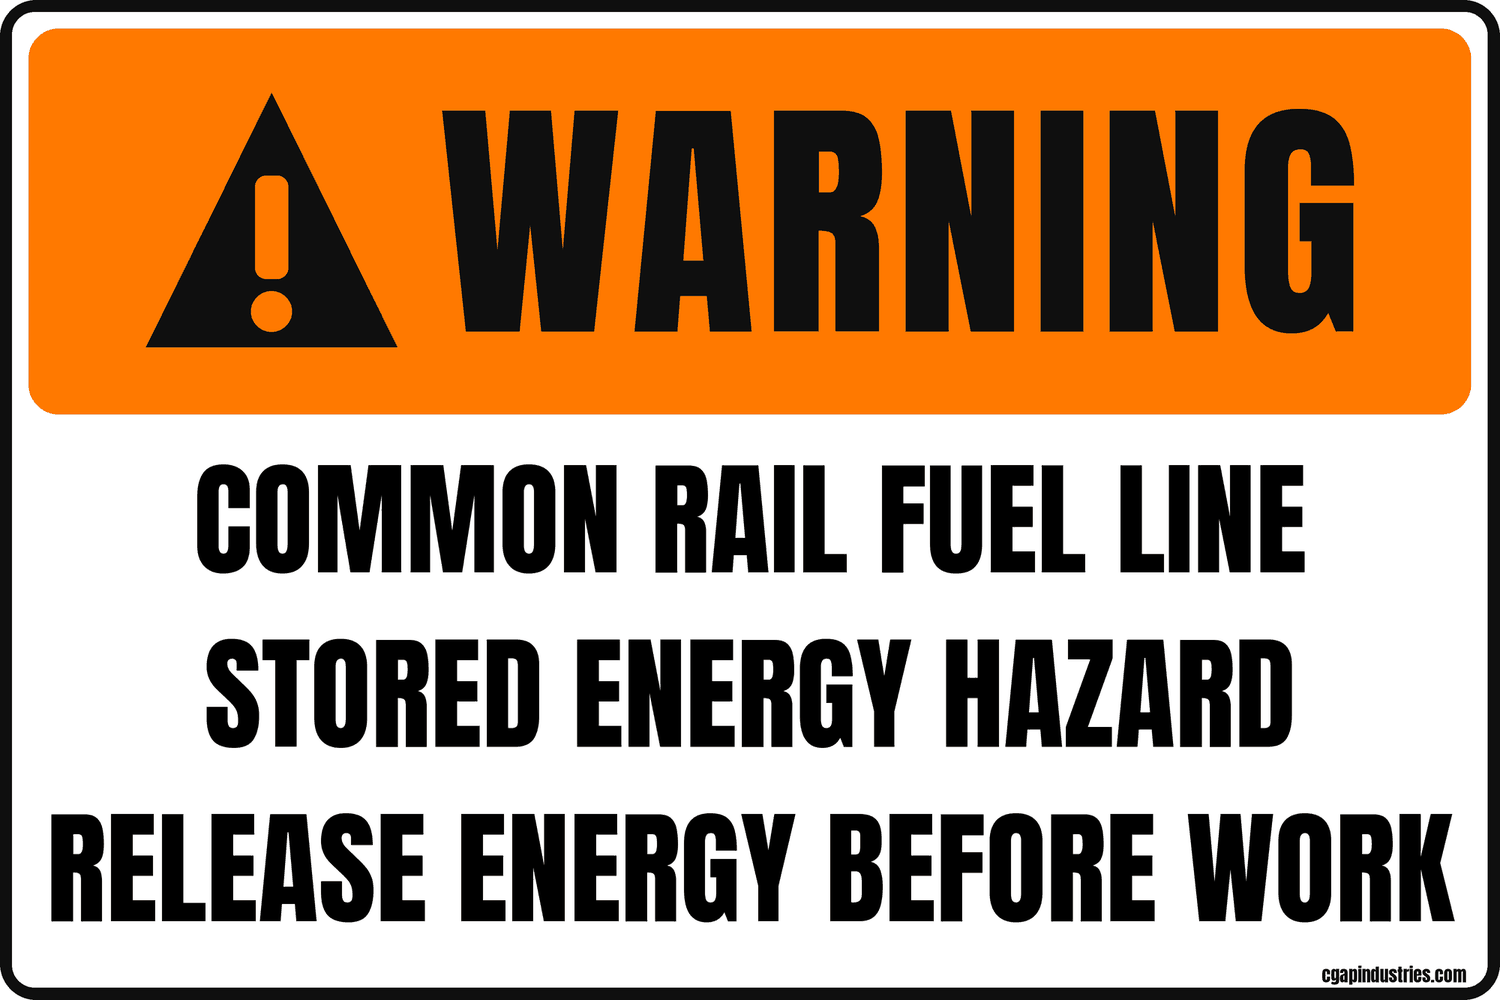 WARNING
COMMON RAIL FUEL LINE
STORED ENERGY HAZARD
RELEASE ENERGY BEFORE WORK
cgapindustries.com